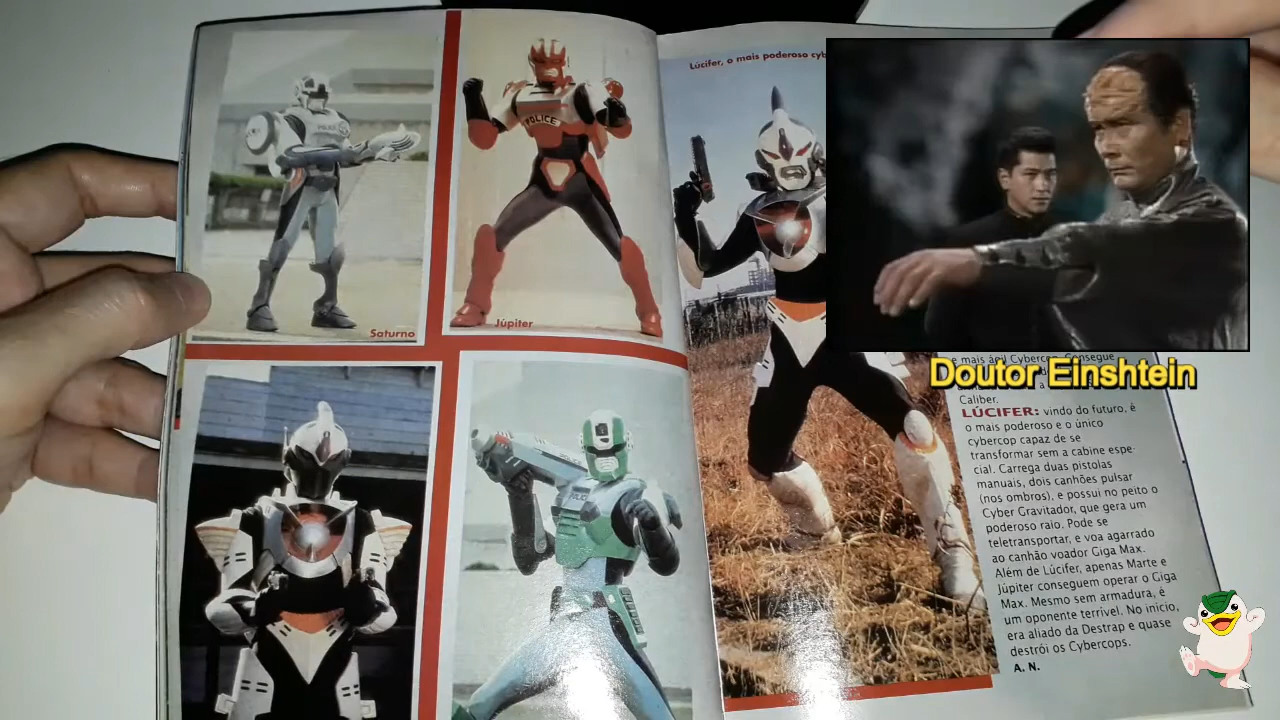 POLICE
Saturno
POLICE
Júpiter
POLICE
Lúcifer, o mais poderoso cyb
Doutor Einshtein
e mais ágil Cybercop. Consegue
a
Caliber.
LÚCIFER: vindo do futuro, é
o mais poderoso e o único
cybercop capaz de se
transformar sem a cabine espe-
cial. Carrega duas pistolas
manuais, dois canhões pulsar
(nos ombros), e possui no peito o
Cyber Gravitador, que gera um
poderoso raio. Pode se
teletransportar, e voa agarrado
ao canhão voador Giga Max.
Além de Lúcifer, apenas Marte e
Júpiter conseguem operar o Giga
Max. Mesmo sem armadura, é
um oponente terrível. No início,
era aliado da Destrap e quase
destrói os Cybercops.
A. N.